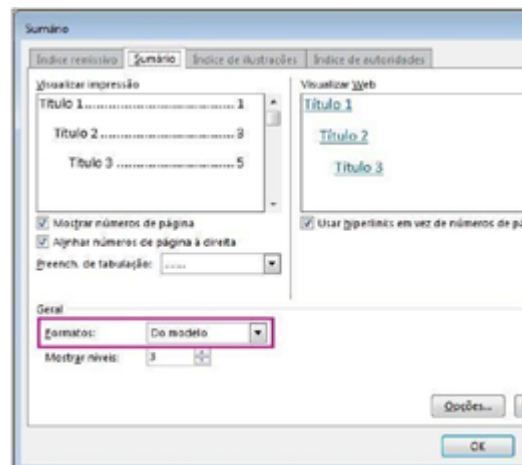 Sumário
Índice remissivo Sumário Índice de ilustrações Índice de autoridades
Visualizar impressão
Título 1 ........................................ 1
Título 2 .................................... 3
Título 3 ................................ 5
Visualizar Web
Título 1
Título 2
Título 3
Mostrar números de página
Alinhar números de página à direita
Preench. de tabulação: .......
Usar hiperlinks em vez de números de pá
Geral
Formatos: Do modelo
Mostrar níveis: 3
Opções...
OK